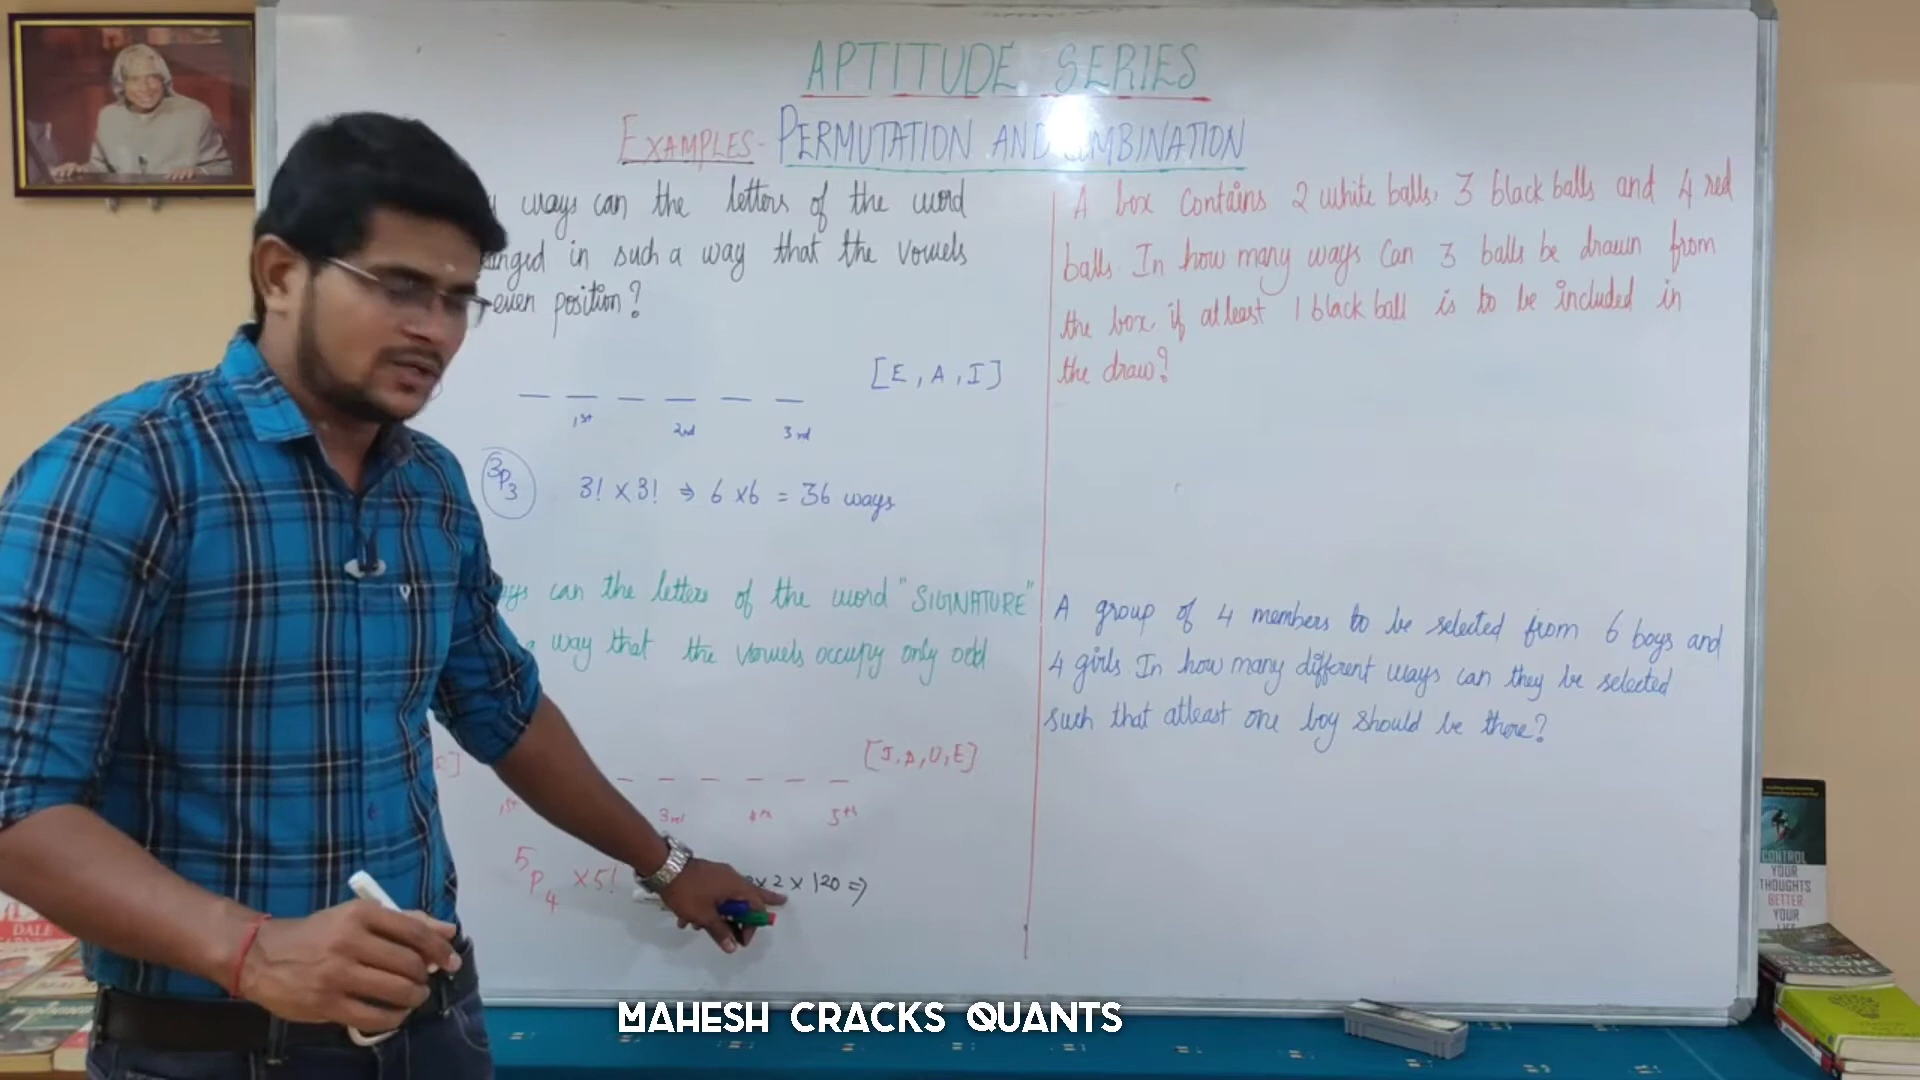 APTITUDE SERIES
EXAMPLES- PERMUTATION AND
ways can the letters of the word
in such a way that the vowels
even position?
[E, A, I]
1st 2nd 3rd
3P3 3! x 3! ⇒ 6 x 6 = 36 ways
can the letters of the word "SIGNATURE"
way that the vowels occupy only odd
[I, A, U, E]
1st 3rd 4th 5th
5P4 x 5! x 2 x 120 ⇒
A box contains 2 white balls, 3 black balls and 4 red
balls. In how many ways can 3 balls be drawn from
the box, if atleast 1 black ball is to be included in
the draw?
A group of 4 members to be selected from 6 boys and
4 girls. In how many different ways can they be selected
such that atleast one boy should be there?
CONTROL
YOUR
THOUGHTS
BETTER
YOUR
DALE
MAHESH CRACKS QUANTS